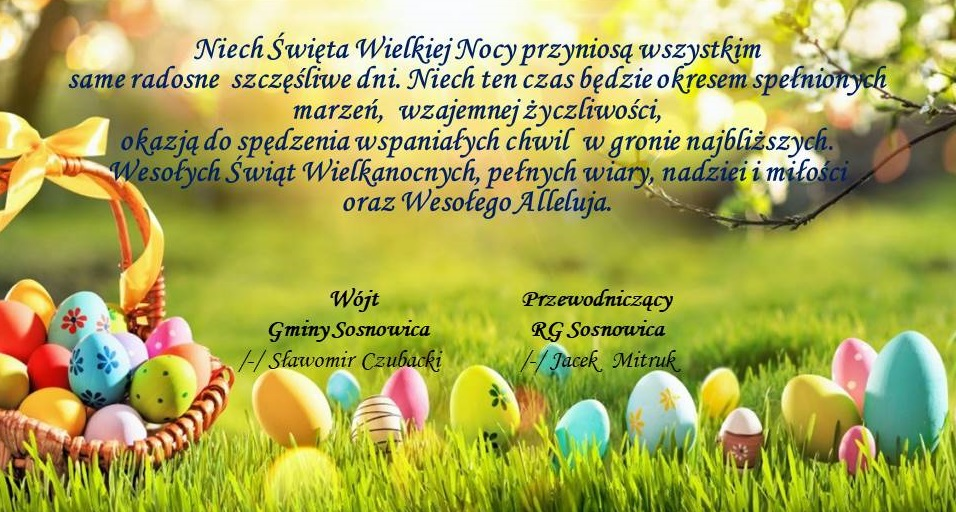 Niech Święta Wielkiej Nocy przyniosą wszystkim
same radosne szczęśliwe dni. Niech ten czas będzie okresem spełnionych
marzeń, wzajemnej życzliwości,
okazją do spędzenia wspaniałych chwil w gronie najbliższych.
Wesołych Świąt Wielkanocnych, pełnych wiary, nadziei i miłości
oraz Wesołego Alleluja.
Wójt
Gminy Sosnowica
/-/ Sławomir Czubacki
Przewodniczący
RG Sosnowica
/-/ Jacek Mitruk